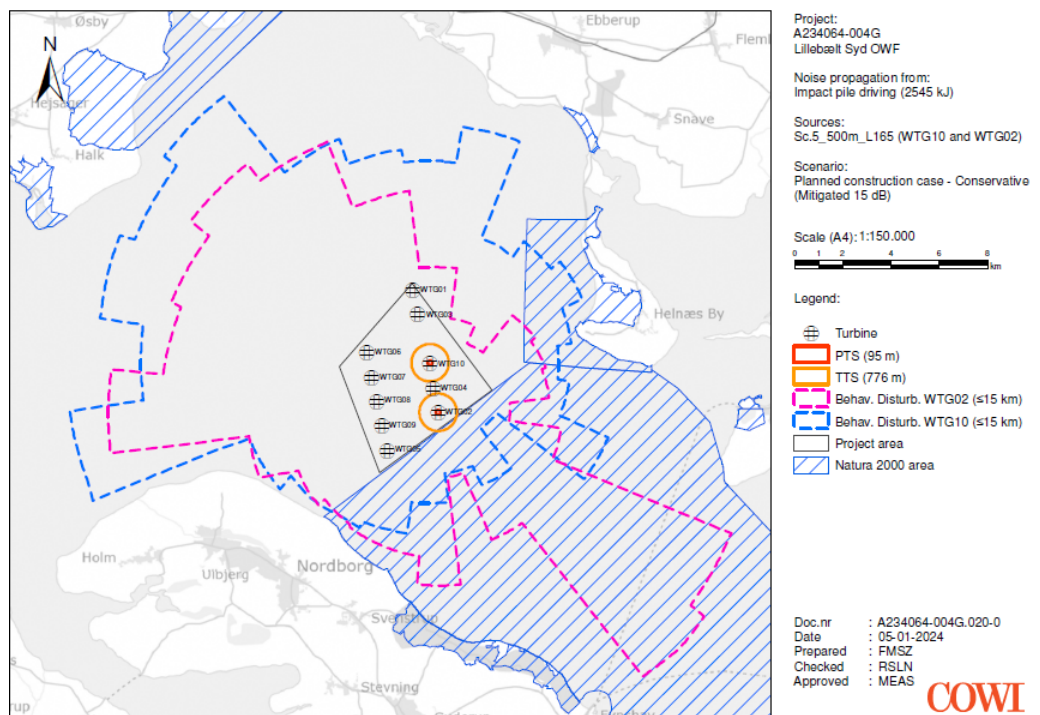 Øsby
Ebberup
Flemb
N
Hejsager
Snave
Halk
WTG01
Helnæs By
WTG03
WTG06
WTG10
WTG07
WTG04
WTG08
WTG02
WTG09
WTG05
Holm
Nordborg
Ulbjerg
Svenstrup
Stevning
Project:
A234064-004G
Lillebælt Syd OWF
Noise propagation from:
Impact pile driving (2545 kJ)
Sources:
Sc.5_500m_L165 (WTG10 and WTG02)
Scenario:
Planned construction case - Conservative
(Mitigated 15 dB)
Scale (A4): 1:150.000
0 1 2 4 6 8
km
Legend:
Turbine
PTS (95 m)
TTS (776 m)
Behav. Disturb. WTG02 (≤15 km)
Behav. Disturb. WTG10 (≤15 km)
Project area
Natura 2000 area
Doc.nr : A234064-004G.020-0
Date : 05-01-2024
Prepared : FMSZ
Checked : RSLN
Approved : MEAS
COWI